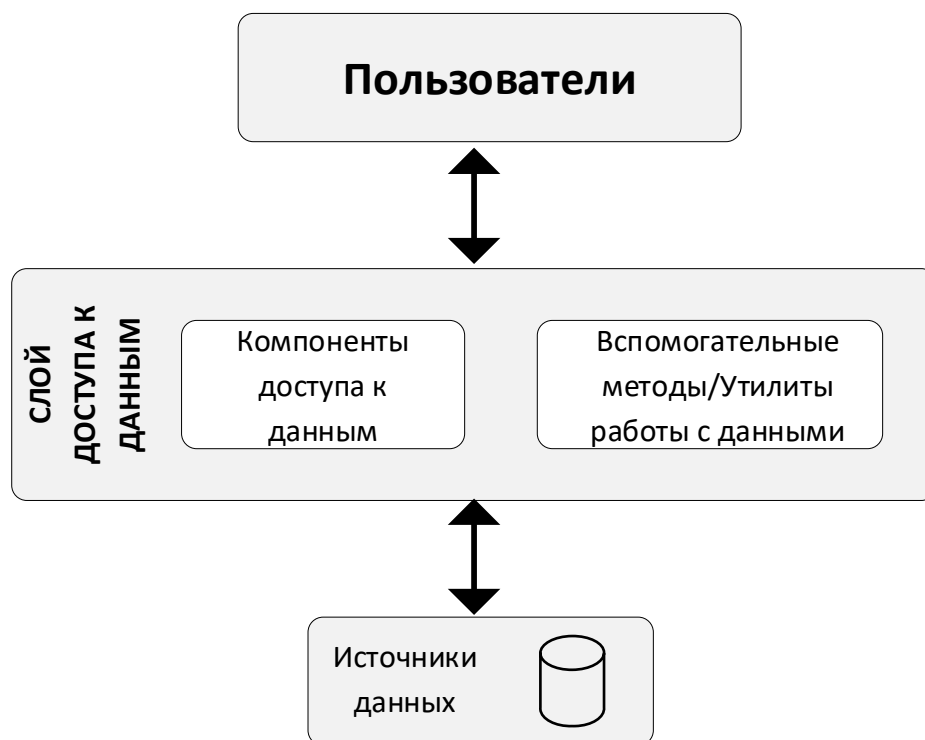 Пользователи
СЛОЙ
ДОСТУПА К
ДАННЫМ
Компоненты
доступа к
данным
Вспомогательные
методы/Утилиты
работы с данными
Источники
данных